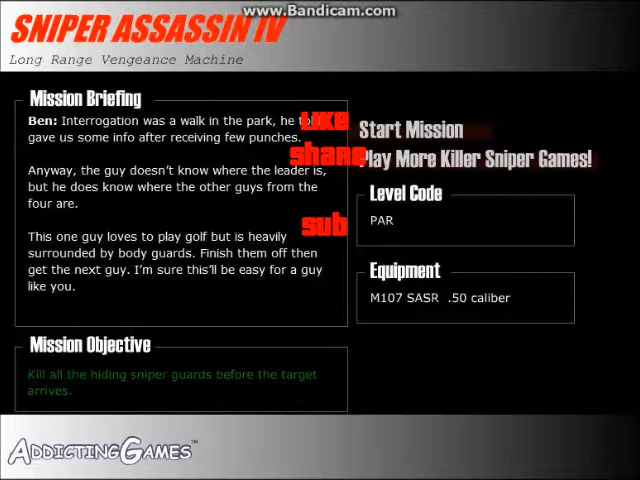 www.Bandicam.com
SNIPER ASSASSIN IV
Long Range Vengeance Machine
Mission Briefing
Ben: Interrogation was a walk in the park, he
gave us some info after receiving few punches.
Anyway, the guy doesn't know where the leader is,
but he does know where the other guys from the
four are.
This one guy loves to play golf but is heavily
surrounded by body guards. Finish them off then
get the next guy. I'm sure this'll be easy for a guy
like you.
Mission Objective
Kill all the hiding sniper guards before the target
arrives.
like
share
sub
Start Mission
Play More Killer Sniper Games!
Level Code
PAR
Equipment
M107 SASR .50 caliber
ADDICTINGGAMES™